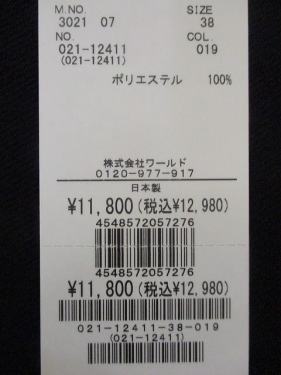 M.NO. SIZE
3021 07 38
NO. COL.
021-12411 019
(021-12411)
ポリエステル 100%
株式会社ワールド
0120-977-917
日本製
¥11,800(税込¥12,980)
4548572057276
4548572057276
¥11,800(税込¥12,980)
021-12411-38-019
(021-12411)